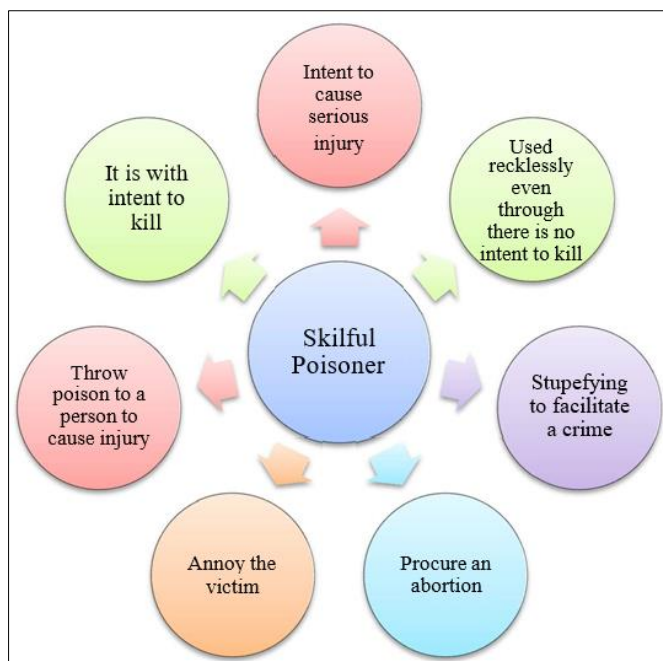 Intent to
cause
serious
injury
Used
recklessly
even
through
there is no
intent to kill
Stupefying
to facilitate
a crime
Procure an
abortion
Annoy the
victim
Throw
poison to a
person to
cause injury
It is with
intent to
kill
Skilful
Poisoner